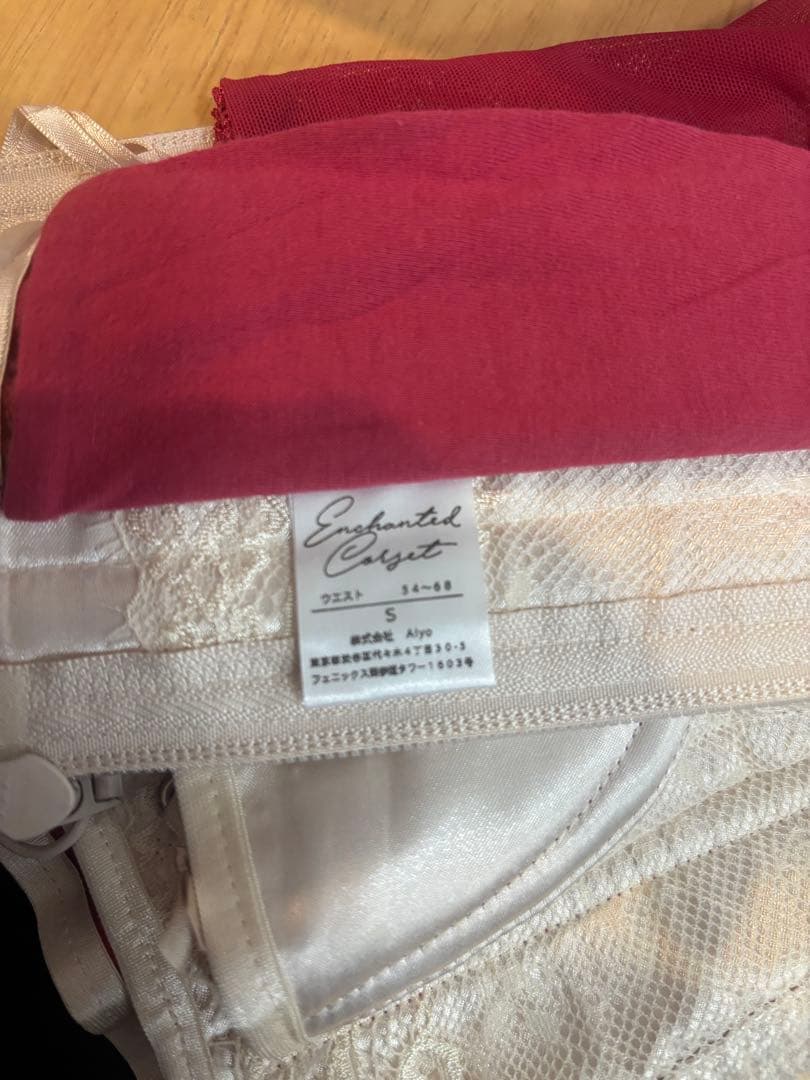 Enchanted
Corset
ウエスト 54~68
S
株式会社 Aiyo
東京都渋谷区代々木4丁目30-3
フェニックス西参道タワー1603号